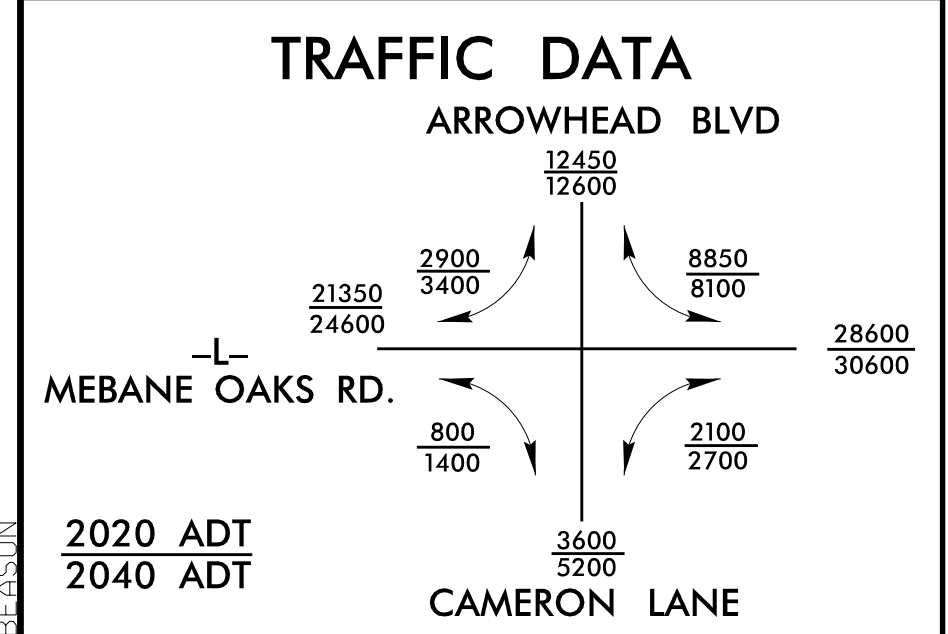 TRAFFIC DATA
ARROWHEAD BLVD
12450
12600
2900
3400
8850
8100
21350
24600
28600
30600
–L–
MEBANE OAKS RD.
800
1400
2100
2700
2020 ADT
2040 ADT
3600
5200
CAMERON LANE
BEASON